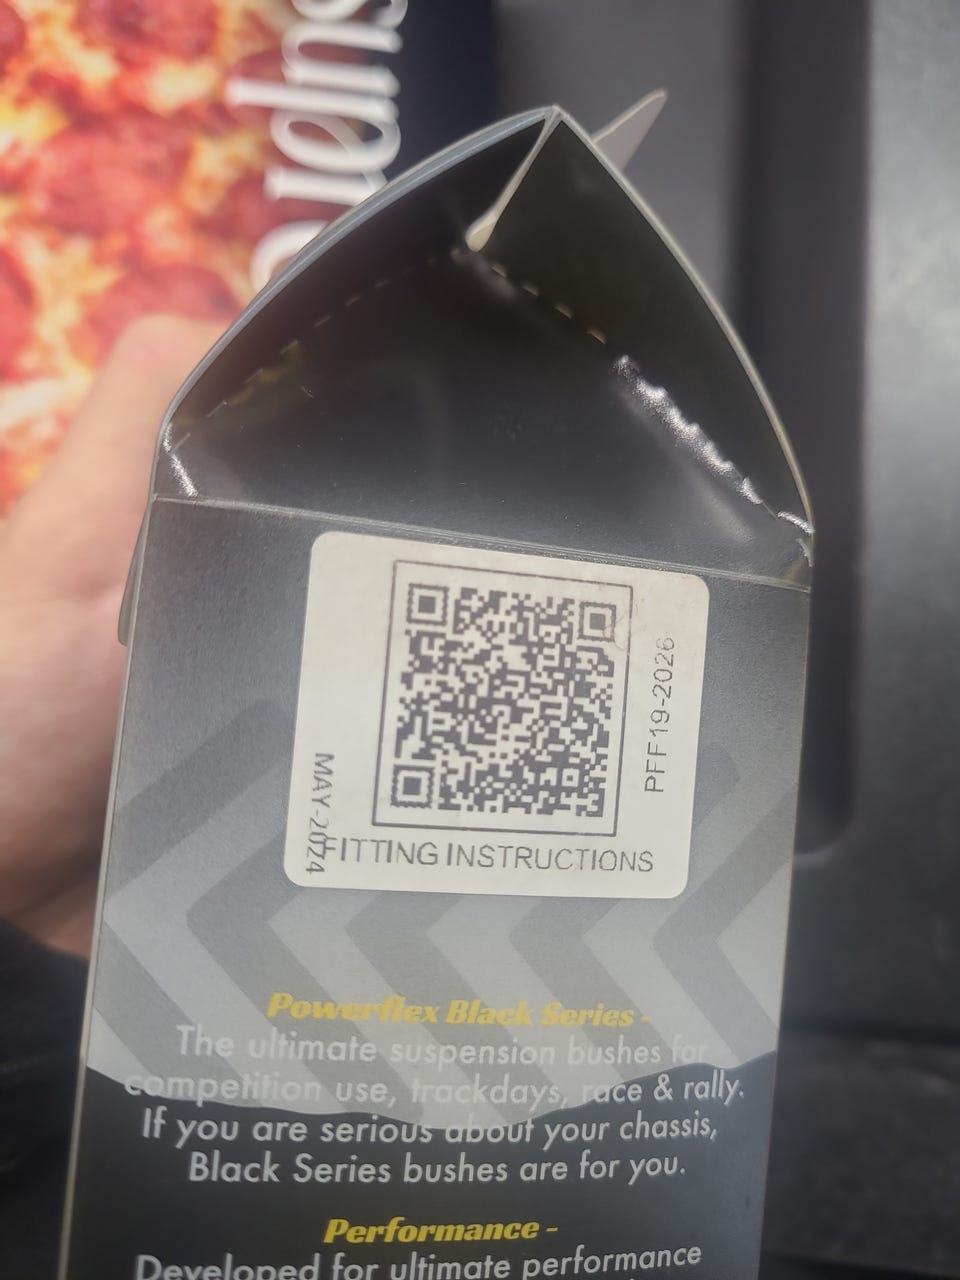 PFF19-2026
MAY-2024
FITTING INSTRUCTIONS
Powerflex Black Series -
The ultimate suspension bushes for
competition use, trackdays, race & rally.
If you are serious about your chassis,
Black Series bushes are for you.
Performance -
Developed for ultimate performance